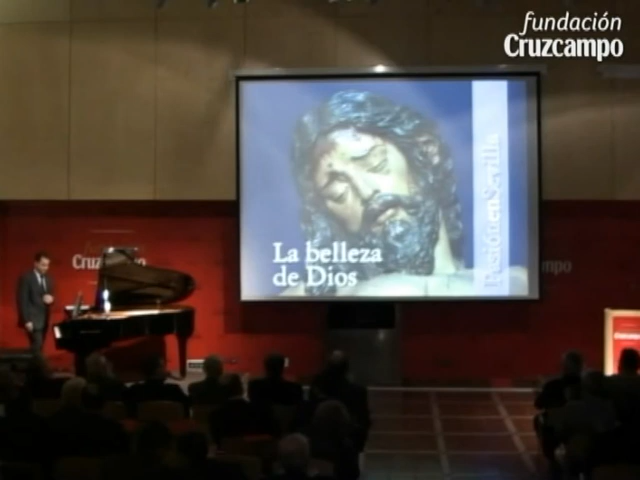 fundación
Cruzcampo
La belleza
de Dios
Pasión en Sevilla
Cruzcampo